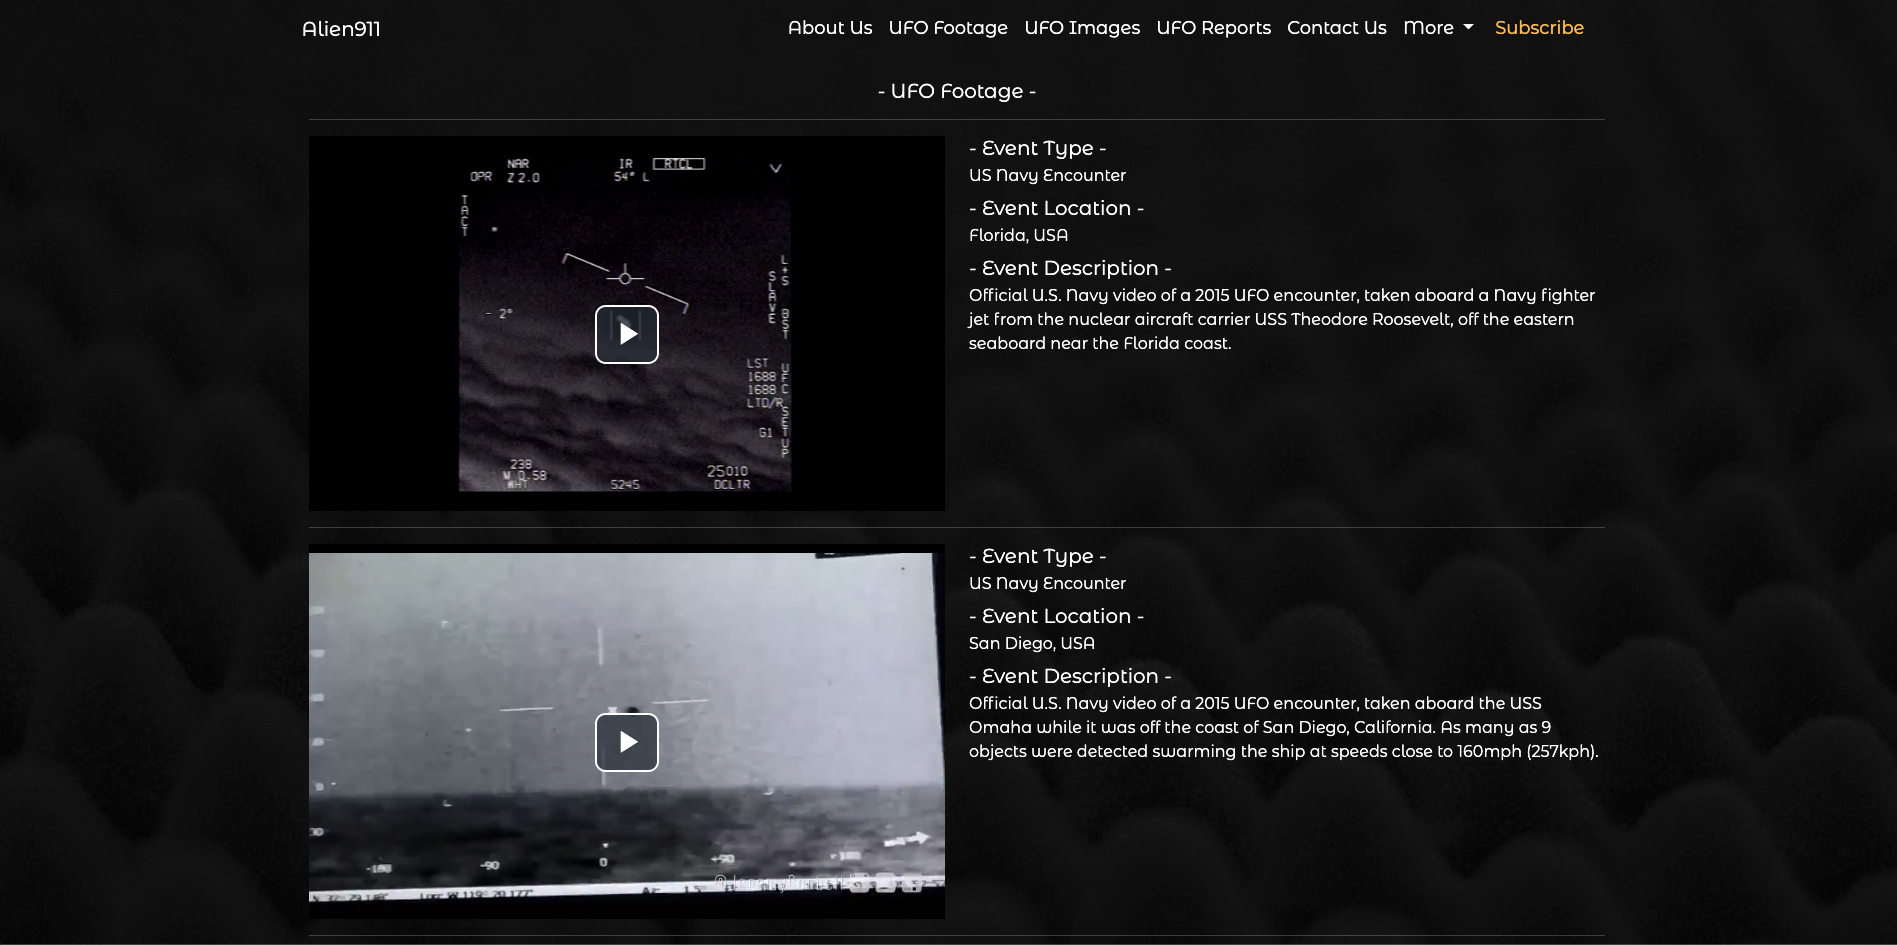 Alien911
About Us UFO Footage UFO Images UFO Reports Contact Us More Subscribe
- UFO Footage -
NAR IR RTCL
OPR Z 2.0 54° L
TACT
L+S
SLAVE
BST
- 2°
LST
1688
1688
LTD/R
UFC
SETUP
G1
238
M 0.58
WHT
5245
25010
DCLTR
- Event Type -
US Navy Encounter
- Event Location -
Florida, USA
- Event Description -
Official U.S. Navy video of a 2015 UFO encounter, taken aboard a Navy fighter
jet from the nuclear aircraft carrier USS Theodore Roosevelt, off the eastern
seaboard near the Florida coast.
-180 -90 0 +90
- Event Type -
US Navy Encounter
- Event Location -
San Diego, USA
- Event Description -
Official U.S. Navy video of a 2015 UFO encounter, taken aboard the USS
Omaha while it was off the coast of San Diego, California. As many as 9
objects were detected swarming the ship at speeds close to 160mph (257kph).